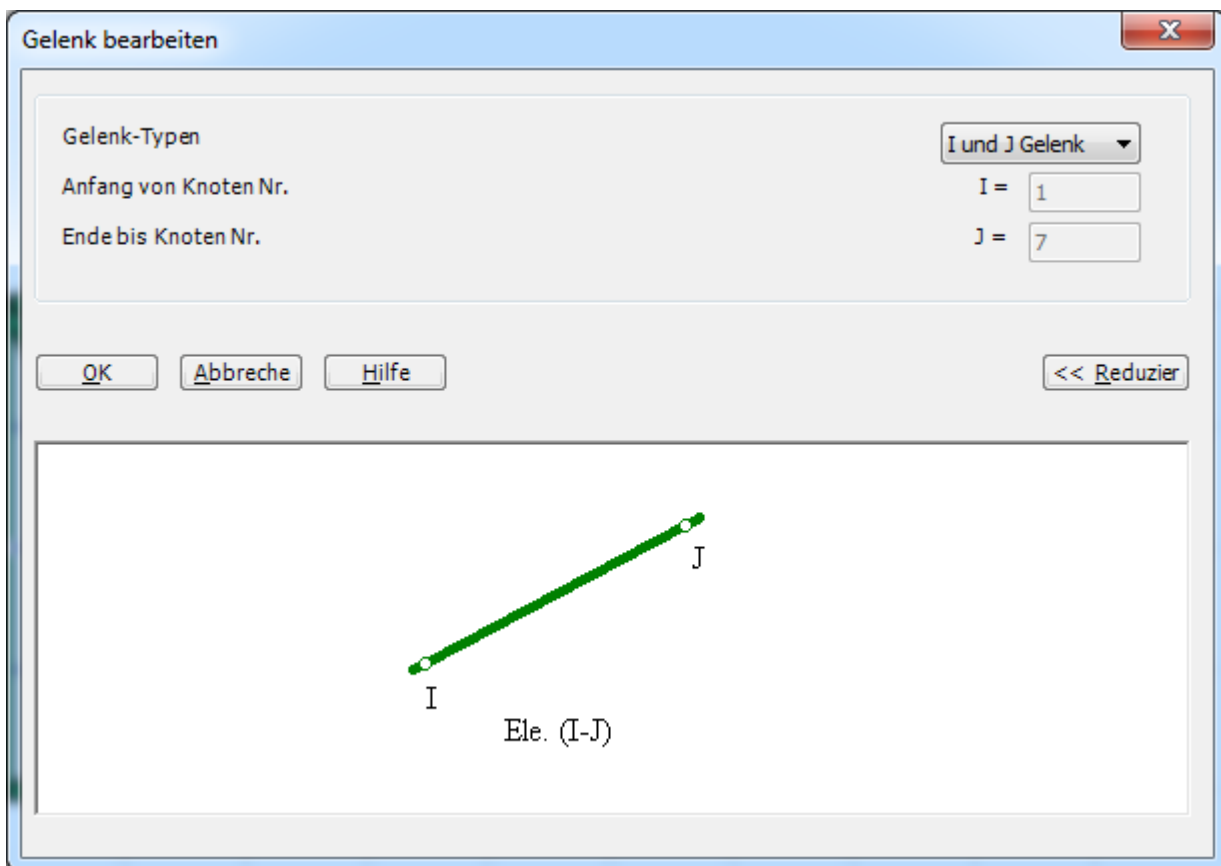 Gelenk bearbeiten
Gelenk-Typen
I und J Gelenk
Anfang von Knoten Nr.
I =
1
Ende bis Knoten Nr.
J =
7
OK
Abbreche
Hilfe
<< Reduzier
J
I
Ele. (I-J)